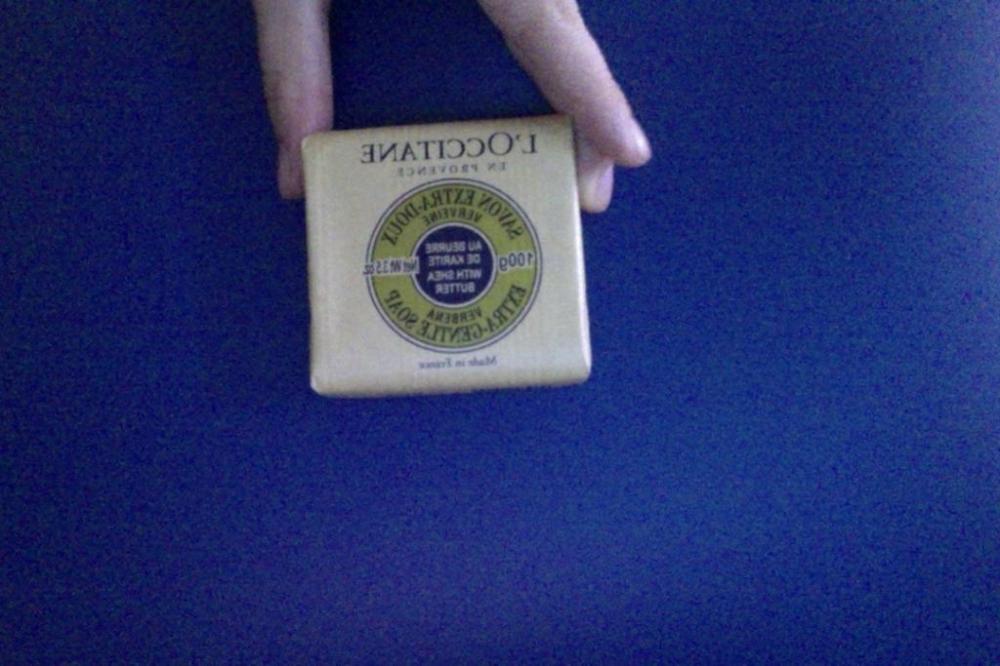 L'OCCITANE
EN PROVENCE
SAVON EXTRA-DOUX
VERVEINE
100g
AU BEURRE
DE KARITE
WITH SHEA
BUTTER
Net Wt. 3.5 oz.
VERBENA
EXTRA-GENTLE SOAP
Made in France